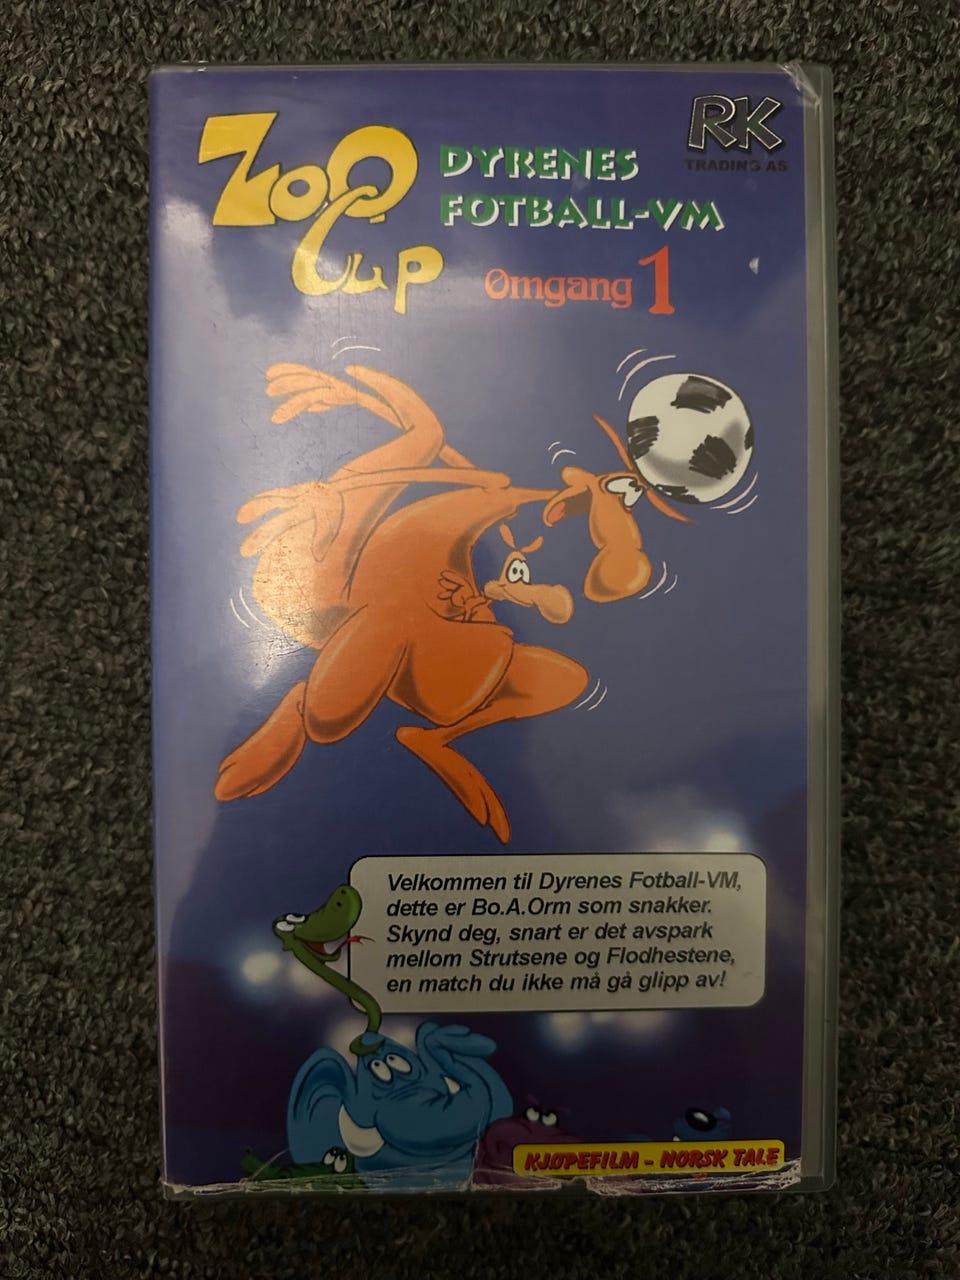 Zoo
Cup
DYRENES
FOTBALL-VM
Omgang 1
RK
TRADING AS
Velkommen til Dyrenes Fotball-VM,
dette er Bo.A.Orm som snakker.
Skynd deg, snart er det avspark
mellom Strutsene og Flodhestene,
en match du ikke må gå glipp av!
KJØPEFILM - NORSK TALE